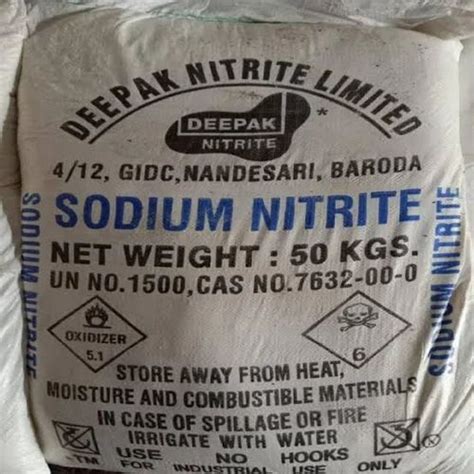 DEEPAK NITRITE LIMITED
DEEPAK
NITRITE
*
4/12, GIDC,NANDESARI, BARODA
SODIUM NITRITE
NET WEIGHT : 50 KGS.
UN NO.1500,CAS NO.7632-00-0
SODIUM NITRITE
SODIUM NITRITE
OXIDIZER
5.1
6
STORE AWAY FROM HEAT,
MOISTURE AND COMBUSTIBLE MATERIALS
IN CASE OF SPILLAGE OR FIRE
IRRIGATE WITH WATER
USE NO HOOKS
TM FOR INDUSTRIAL USE ONLY